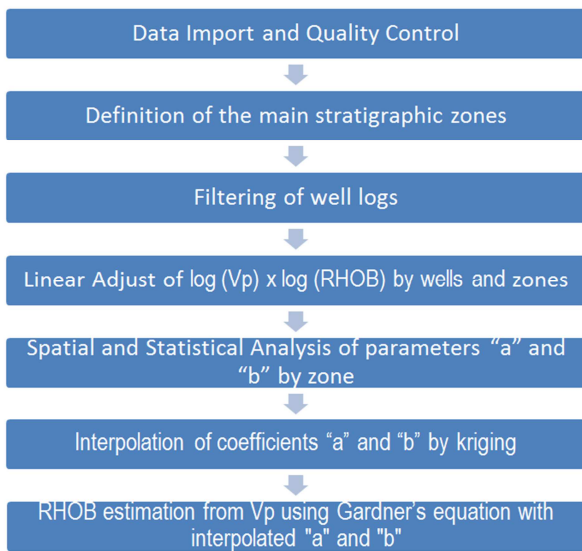 Data Import and Quality Control
Definition of the main stratigraphic zones
Filtering of well logs
Linear Adjust of log (Vp) x log (RHOB) by wells and zones
Spatial and Statistical Analysis of parameters “a” and
“b” by zone
Interpolation of coefficients “a” and “b” by kriging
RHOB estimation from Vp using Gardner’s equation with
interpolated "a" and "b"